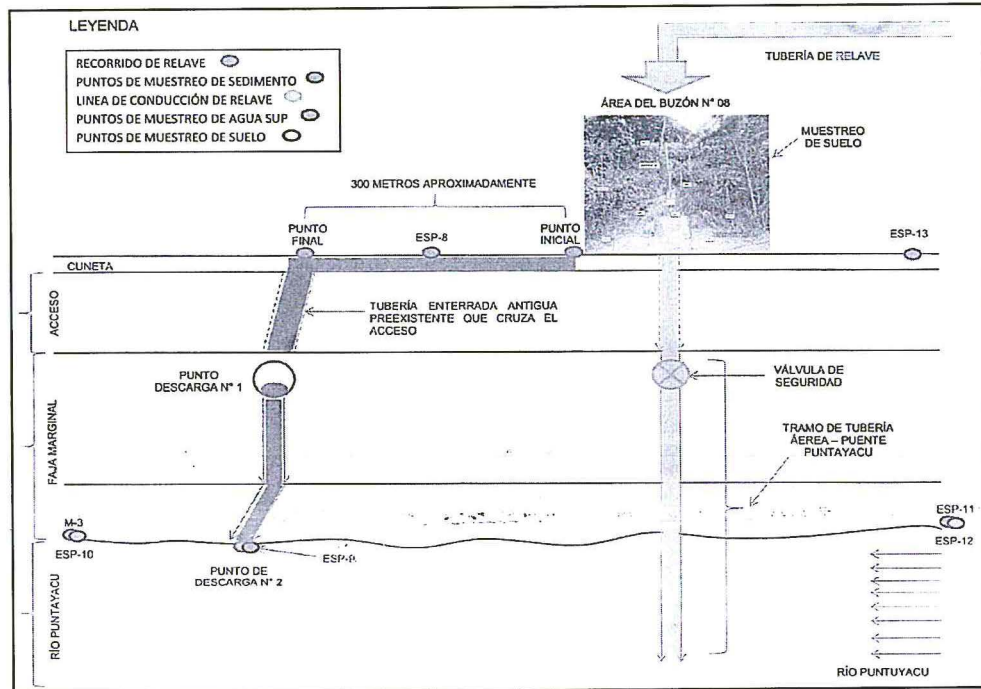 LEYENDA
RECORRIDO DE RELAVE
PUNTOS DE MUESTREO DE SEDIMENTO
LINEA DE CONDUCCIÓN DE RELAVE
PUNTOS DE MUESTREO DE AGUA SUP
PUNTOS DE MUESTREO DE SUELO
TUBERÍA DE RELAVE
ÁREA DEL BUZÓN N° 08
MUESTREO
DE SUELO
300 METROS APROXIMADAMENTE
PUNTO
FINAL
ESP-8
PUNTO
INICIAL
ESP-13
CUNETA
ACCESO
TUBERÍA ENTERRADA ANTIGUA
PREEXISTENTE QUE CRUZA EL
ACCESO
FAJA MARGINAL
PUNTO
DESCARGA N° 1
VÁLVULA DE
SEGURIDAD
TRAMO DE TUBERÍA
ÁEREA – PUENTE
PUNTAYACU
M-3
ESP-10
ESP-9
PUNTO DE
DESCARGA N° 2
ESP-11
ESP-12
RÍO PUNTAYACU
RÍO PUNTUYACU